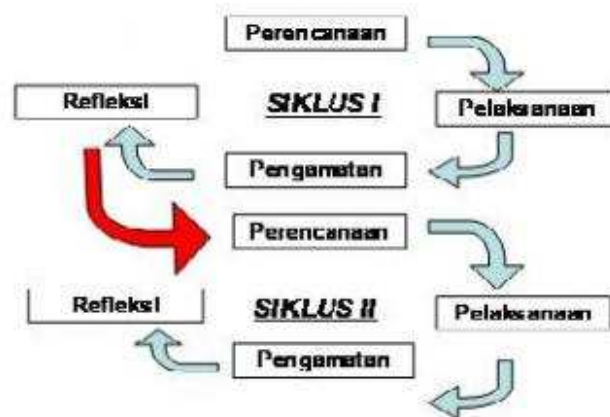 Perencanaan
Refleksi
SIKLUS I
Pelaksanaan
Pengamatan
Perencanaan
Refleksi
SIKLUS II
Pelaksanaan
Pengamatan